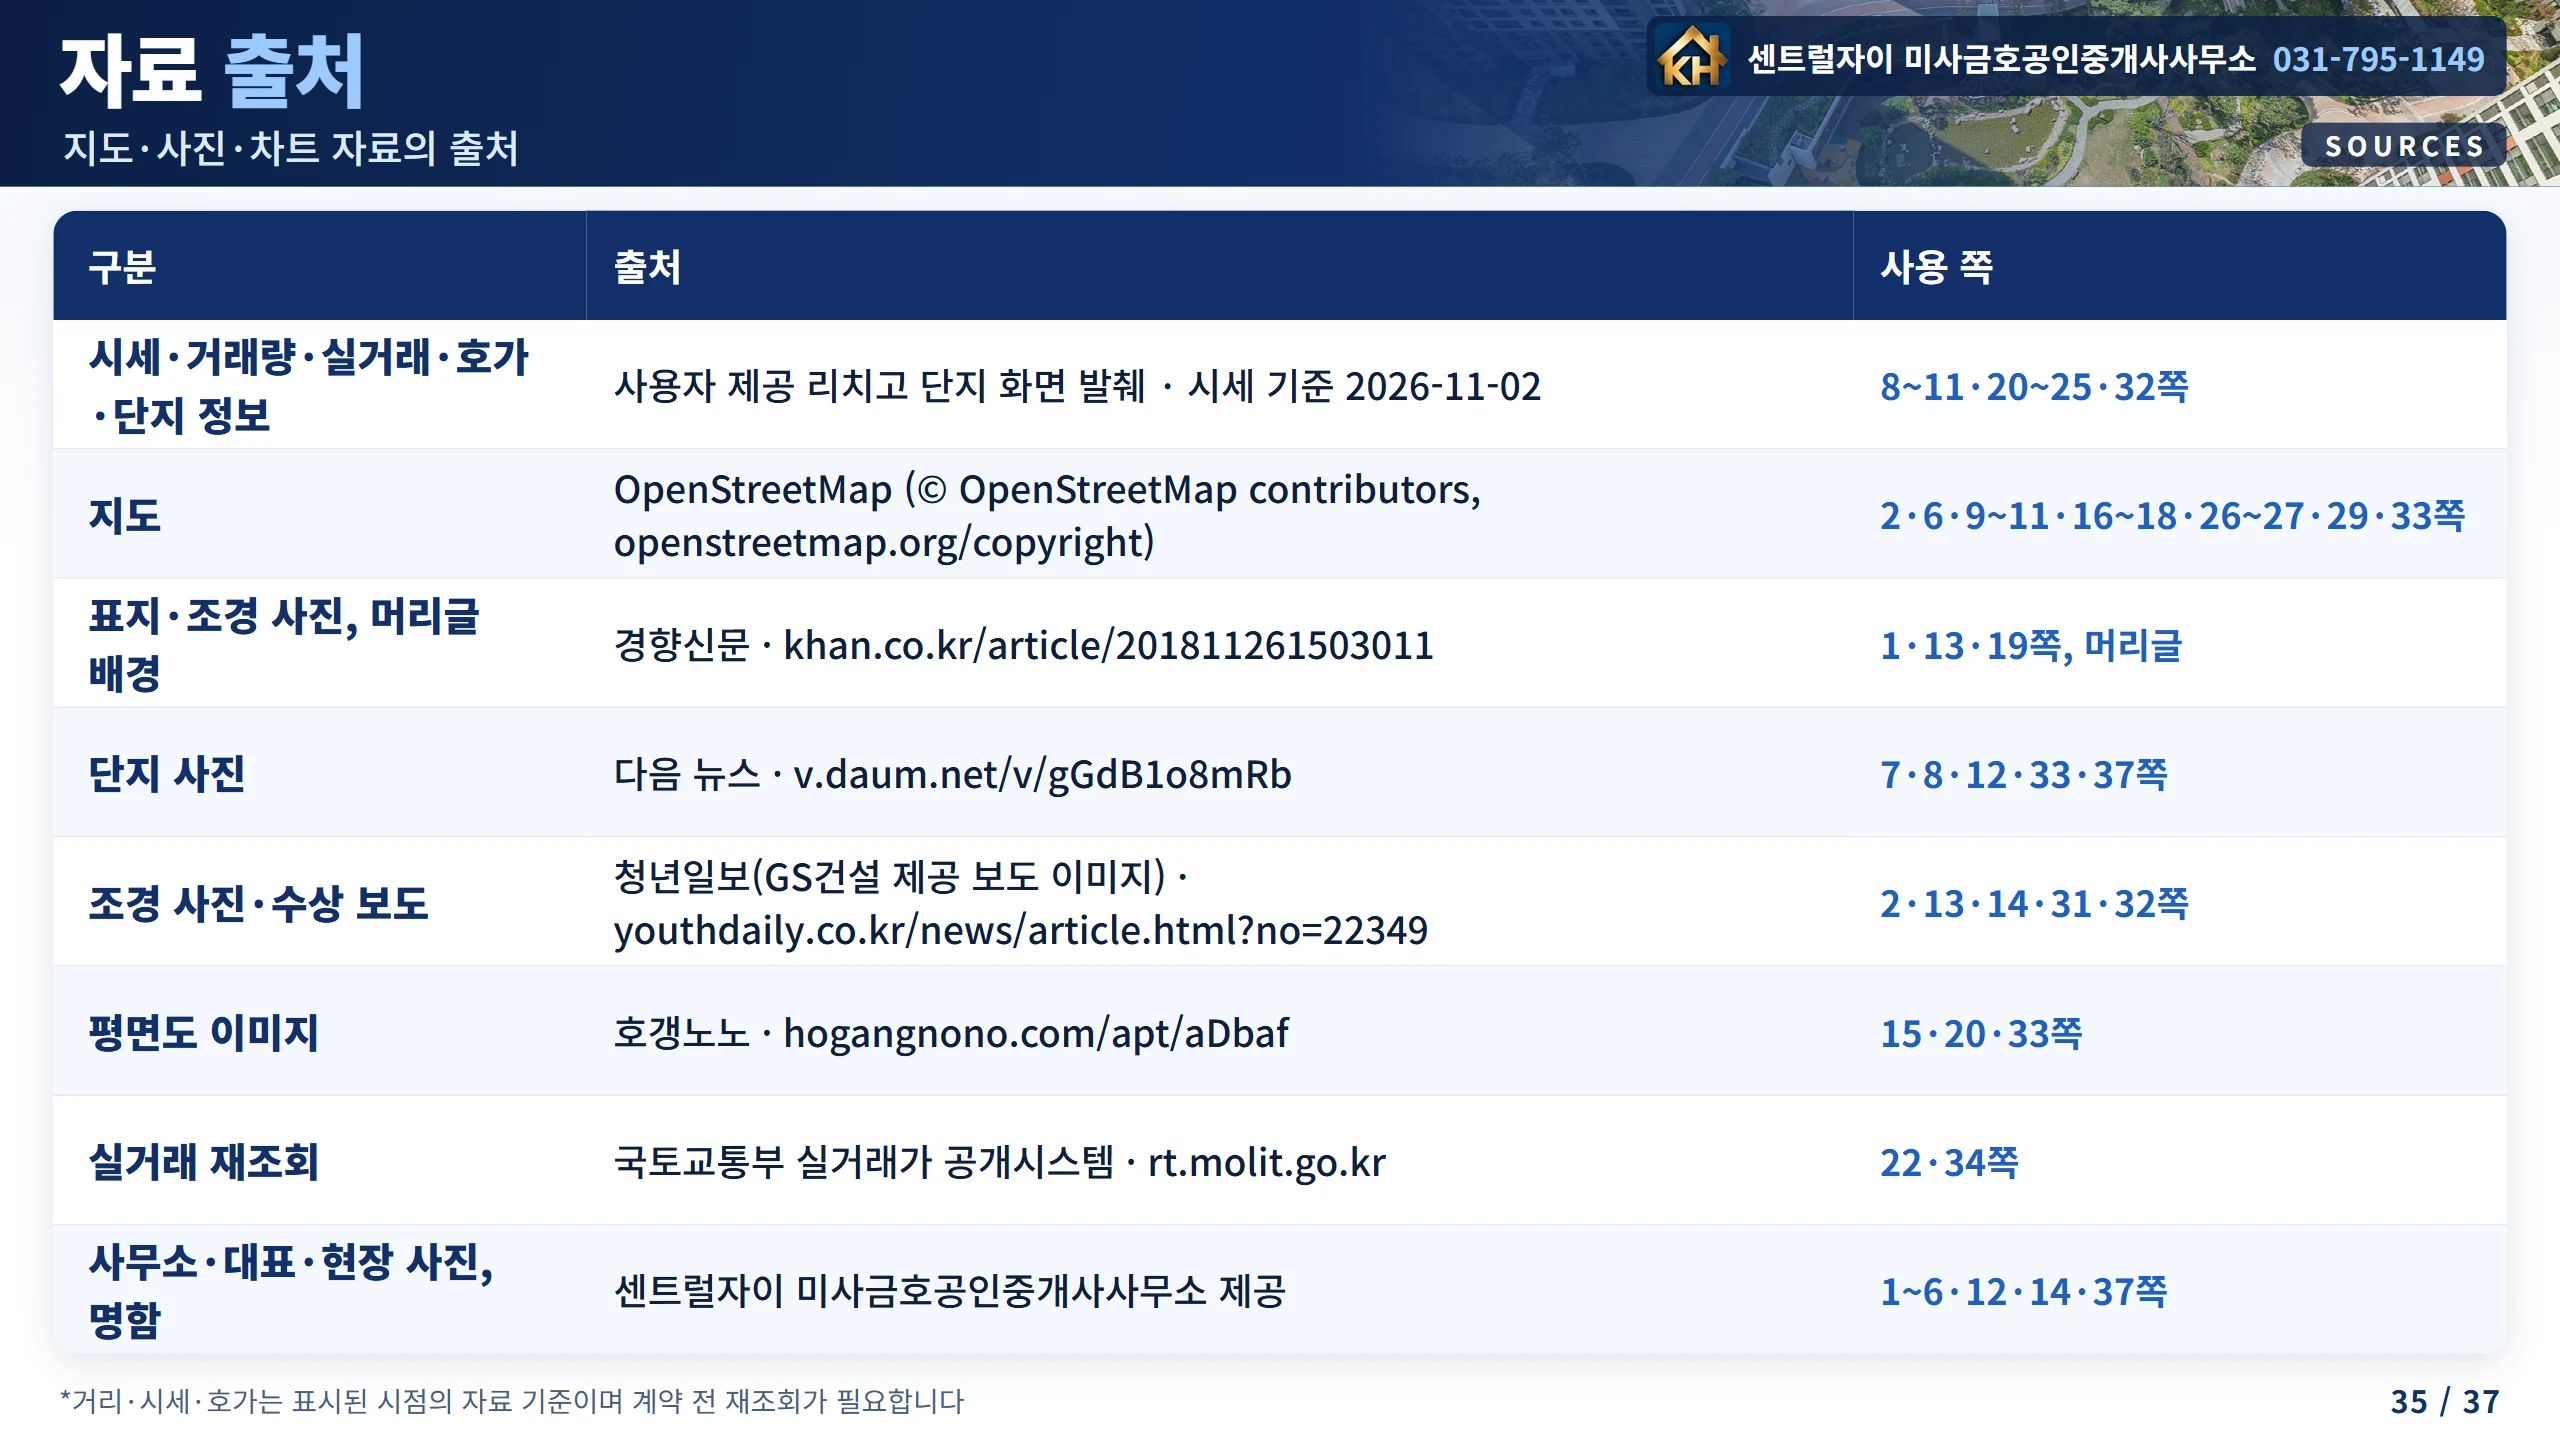 자료 출처
지도·사진·차트 자료의 출처
KH
센트럴자이 미사금호공인중개사사무소 031-795-1149
SOURCES
구분 출처 사용 쪽
시세·거래량·실거래·호가
·단지 정보
사용자 제공 리치고 단지 화면 발췌 · 시세 기준 2026-11-02
8~11·20~25·32쪽
지도
OpenStreetMap (© OpenStreetMap contributors,
openstreetmap.org/copyright)
2·6·9~11·16~18·26~27·29·33쪽
표지·조경 사진, 머리글
배경
경향신문 · khan.co.kr/article/201811261503011
1·13·19쪽, 머리글
단지 사진
다음 뉴스 · v.daum.net/v/gGdB1o8mRb
7·8·12·33·37쪽
조경 사진·수상 보도
청년일보(GS건설 제공 보도 이미지) ·
youthdaily.co.kr/news/article.html?no=22349
2·13·14·31·32쪽
평면도 이미지
호갱노노 · hogangnono.com/apt/aDbaf
15·20·33쪽
실거래 재조회
국토교통부 실거래가 공개시스템 · rt.molit.go.kr
22·34쪽
사무소·대표·현장 사진,
명함
센트럴자이 미사금호공인중개사사무소 제공
1~6·12·14·37쪽
*거리·시세·호가는 표시된 시점의 자료 기준이며 계약 전 재조회가 필요합니다
35 / 37